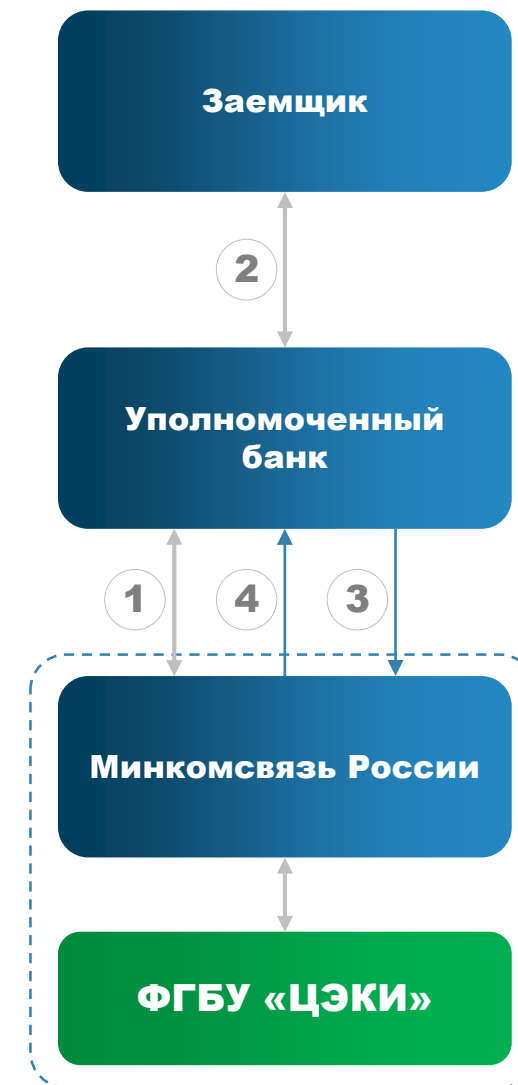 Заемщик
2
Уполномоченный
банк
1
4
3
Минкомсвязь России
ФГБУ «ЦЭКИ»